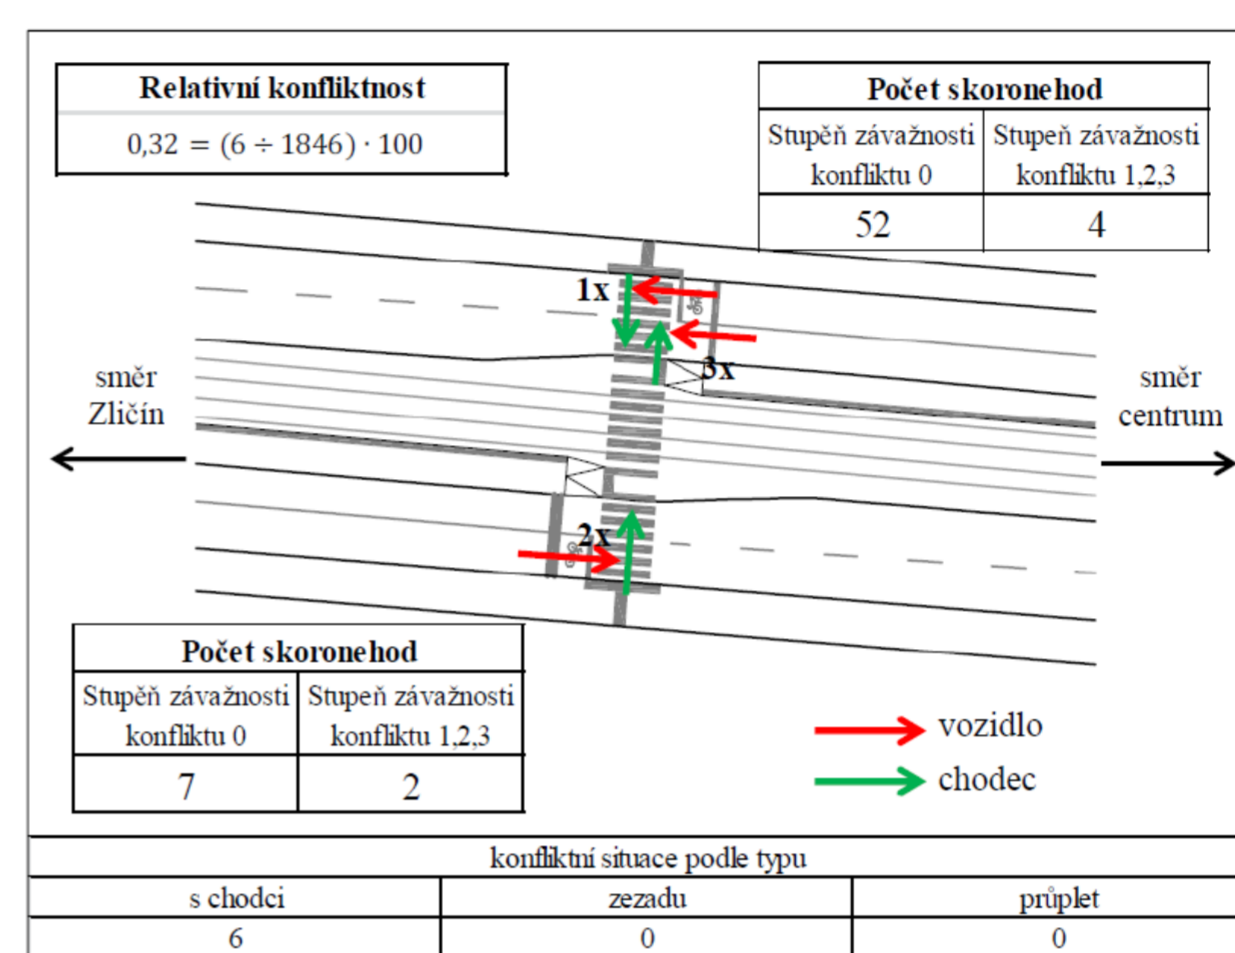 Relativní konfliktnost
0,32 = (6 ÷ 1846) · 100
Počet skoronehod
Stupěň závažnosti konfliktu 0
Stupeň závažnosti konfliktu 1,2,3
52
4
1x
3x
směr
Zličín
směr
centrum
2x
Počet skoronehod
Stupěň závažnosti konfliktu 0
Stupeň závažnosti konfliktu 1,2,3
7
2
vozidlo
chodec
konfliktní situace podle typu
s chodci
zezadu
průplet
6
0
0